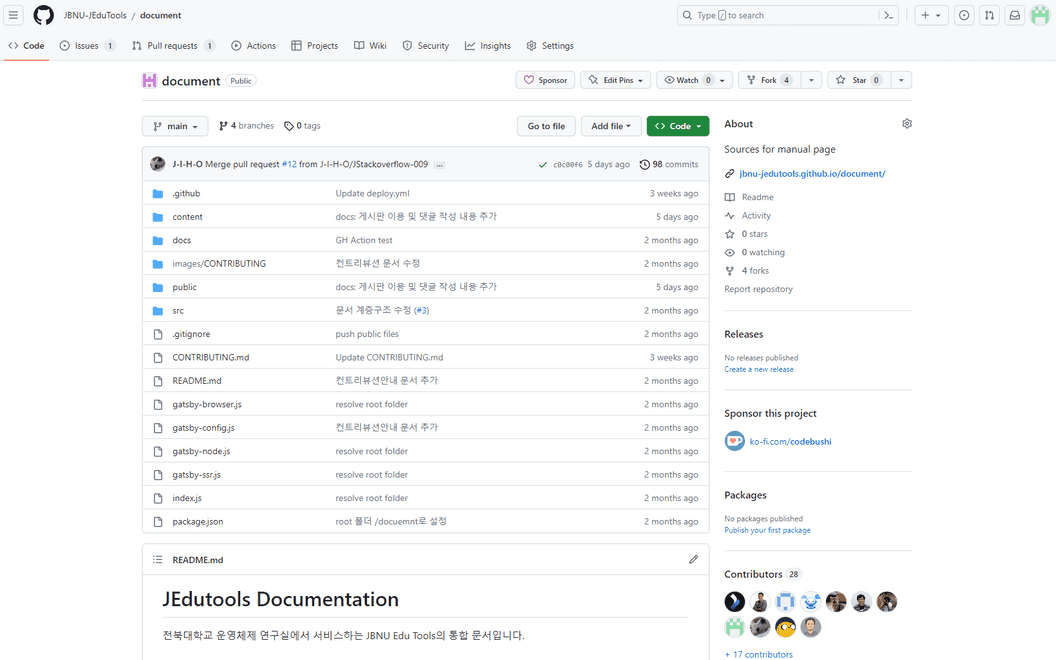 JBNU-JEduTools / document
Type / to search
Code Issues 1 Pull requests 1 Actions Projects Wiki Security Insights Settings
document Public
Sponsor Edit Pins Watch 0 Fork 4 Star 0
main 4 branches 0 tags Go to file Add file Code
J-I-H-O Merge pull request #12 from J-I-H-O/JStackoverflow-009 ... c0c00f6 5 days ago 98 commits
.github Update deploy.yml 3 weeks ago
content docs: 게시판 이용 및 댓글 작성 내용 추가 5 days ago
docs GH Action test 2 months ago
images/CONTRIBUTING 컨트리뷰션 문서 수정 2 months ago
public docs: 게시판 이용 및 댓글 작성 내용 추가 5 days ago
src 문서 계층구조 수정 (#3) 2 months ago
.gitignore push public files 2 months ago
CONTRIBUTING.md Update CONTRIBUTING.md 3 weeks ago
README.md 컨트리뷰션안내 문서 추가 2 months ago
gatsby-browser.js resolve root folder 2 months ago
gatsby-config.js 컨트리뷰션안내 문서 추가 2 months ago
gatsby-node.js resolve root folder 2 months ago
gatsby-ssr.js resolve root folder 2 months ago
index.js resolve root folder 2 months ago
package.json root 폴더 /docuemnt로 설정 2 months ago
README.md
JEdutools Documentation
전북대학교 운영체제 연구실에서 서비스하는 JBNU Edu Tools의 통합 문서입니다.
About
Sources for manual page
jbnu-jedutools.github.io/document/
Readme
Activity
0 stars
0 watching
4 forks
Report repository
Releases
No releases published
Create a new release
Sponsor this project
ko-fi.com/codebushi
Packages
No packages published
Publish your first package
Contributors 28
+ 17 contributors